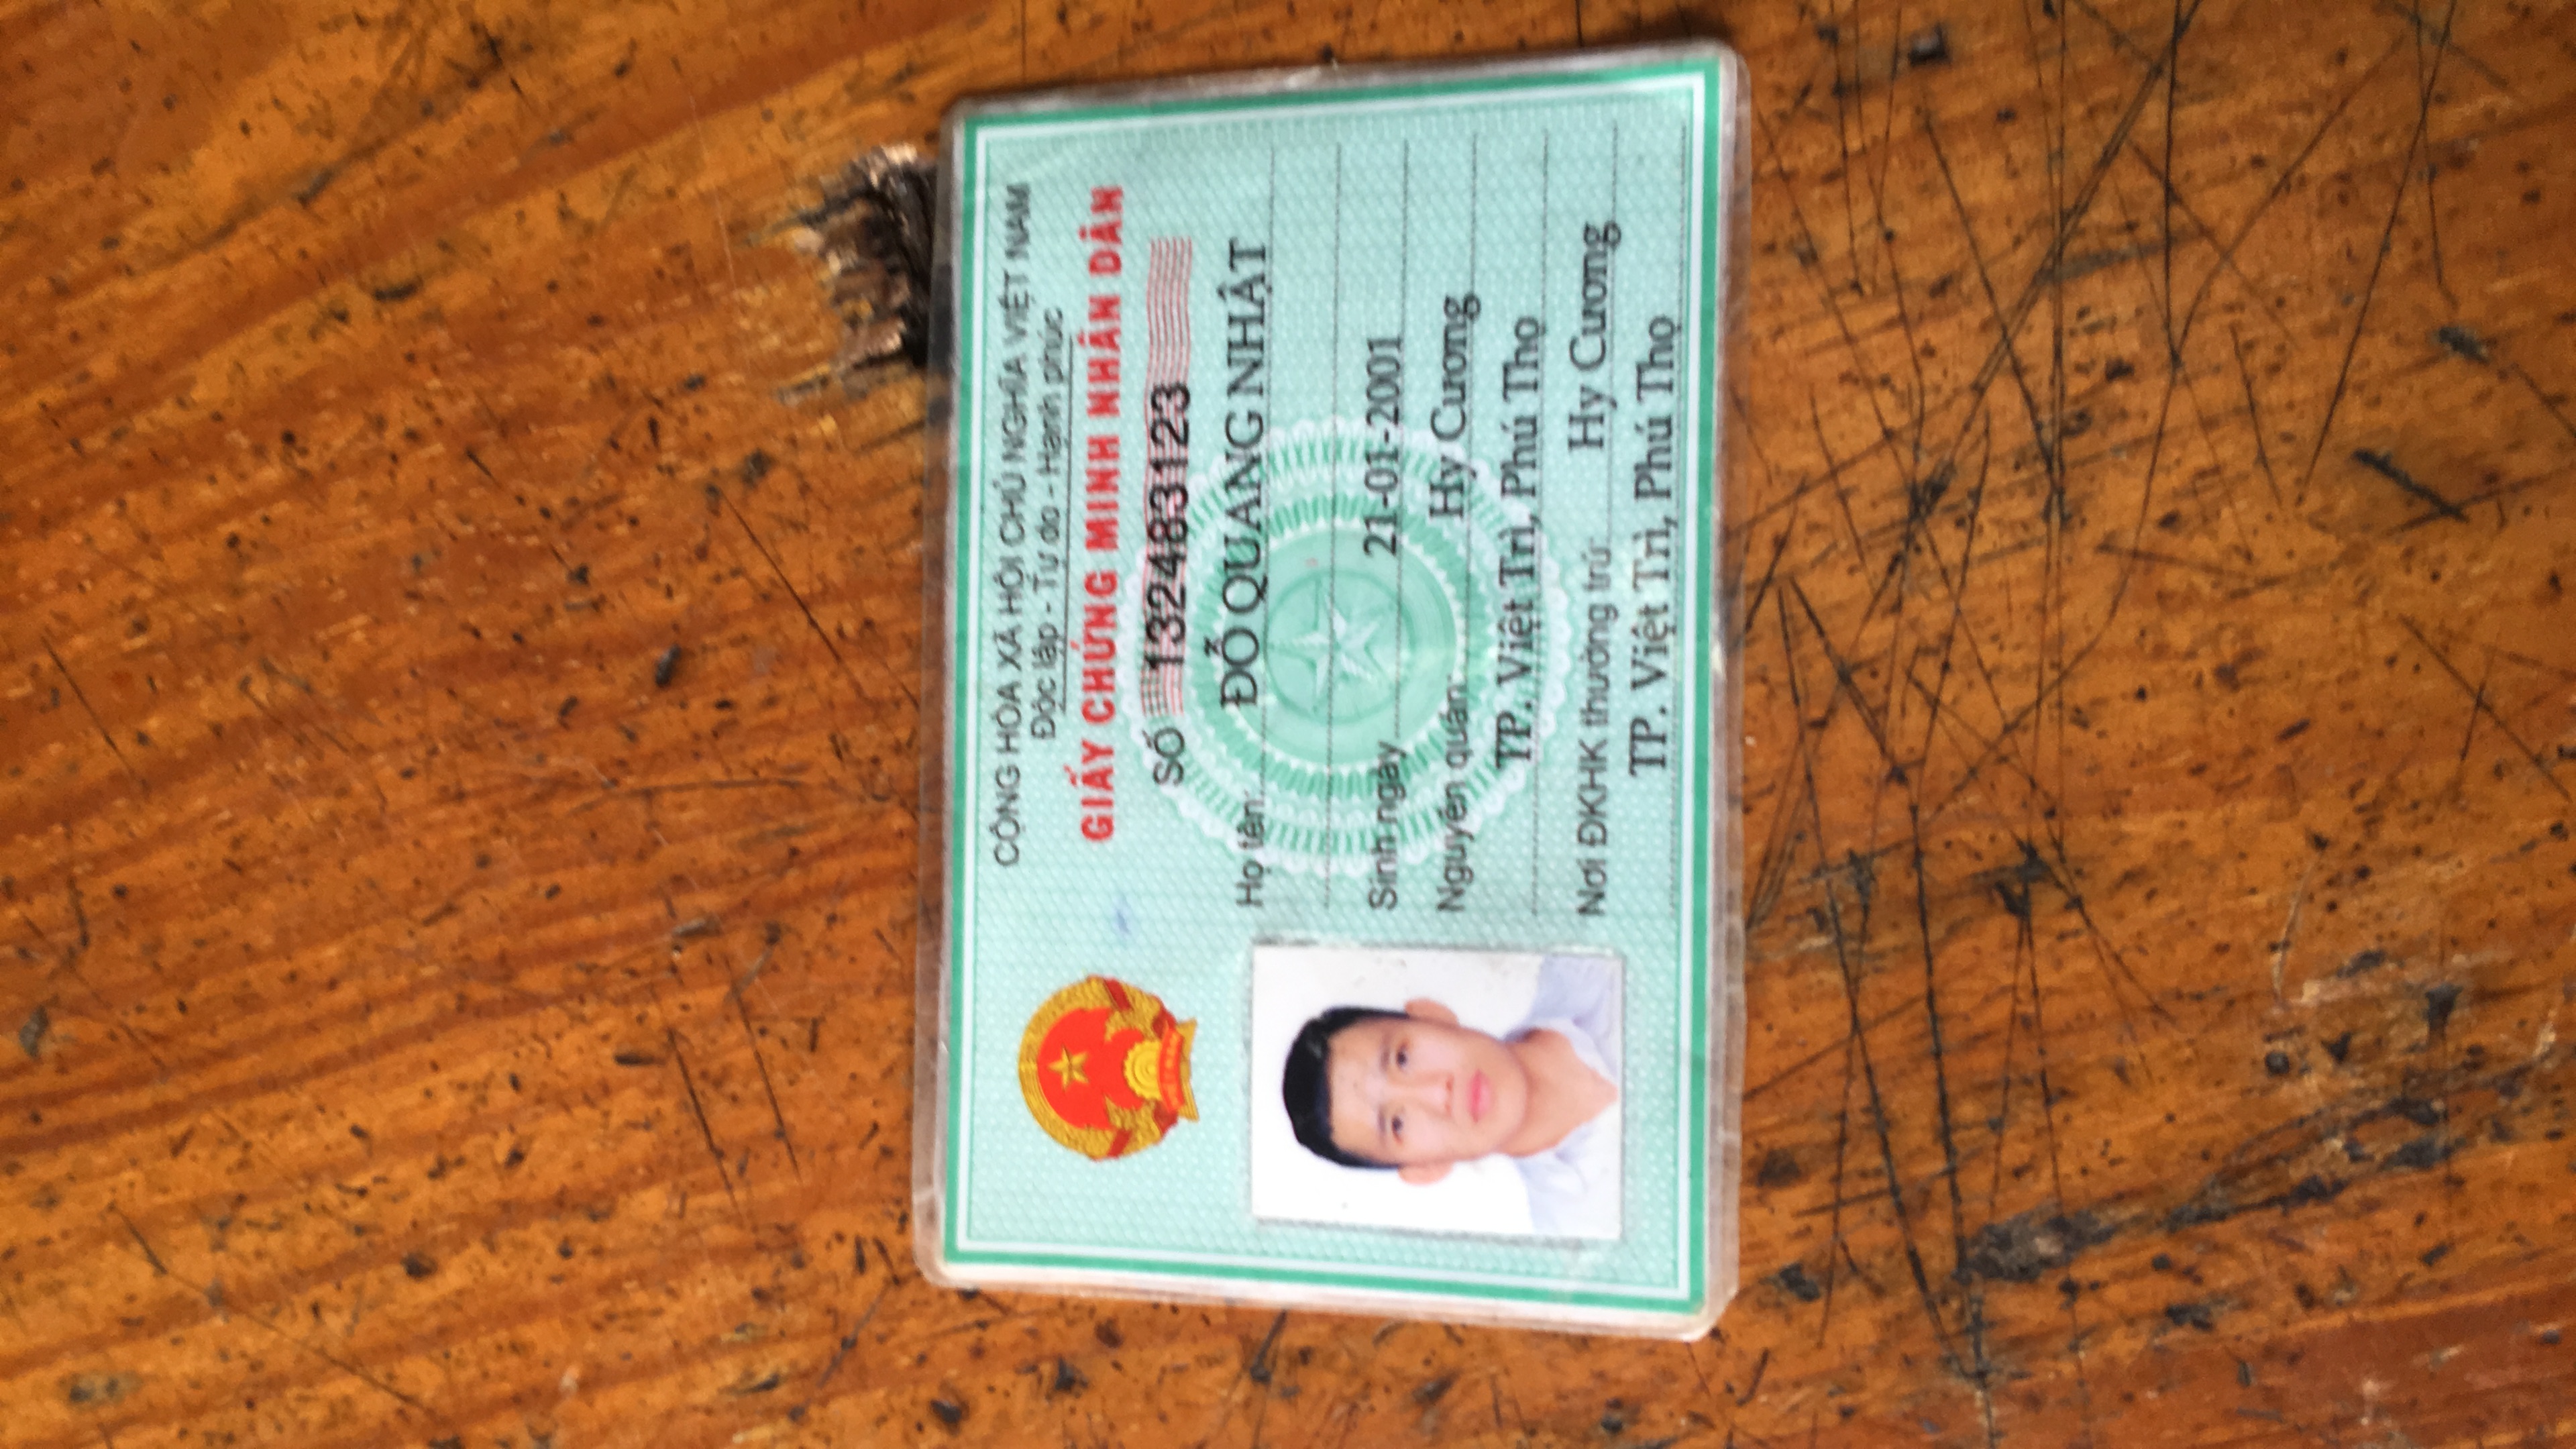 CỘNG HÒA XÃ HỘI CHỦ NGHĨA VIỆT NAM
Độc lập - Tự do - Hạnh phúc
GIẤY CHỨNG MINH NHÂN DÂN
SỐ 132483123
Họ tên: ĐỖ QUANG NHẬT
Sinh ngày 21-01-2001
Nguyên quán: Hy Cương
TP. Việt Trì, Phú Thọ
Nơi ĐKHK thường trú: Hy Cương
TP. Việt Trì, Phú Thọ
VIỆT NAM